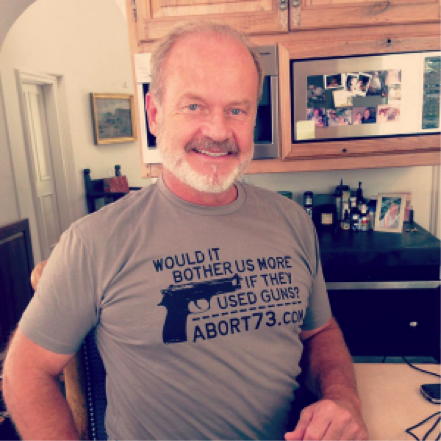 WOULD IT
BOTHER US MORE
IF THEY
USED GUNS?
ABORT73.COM